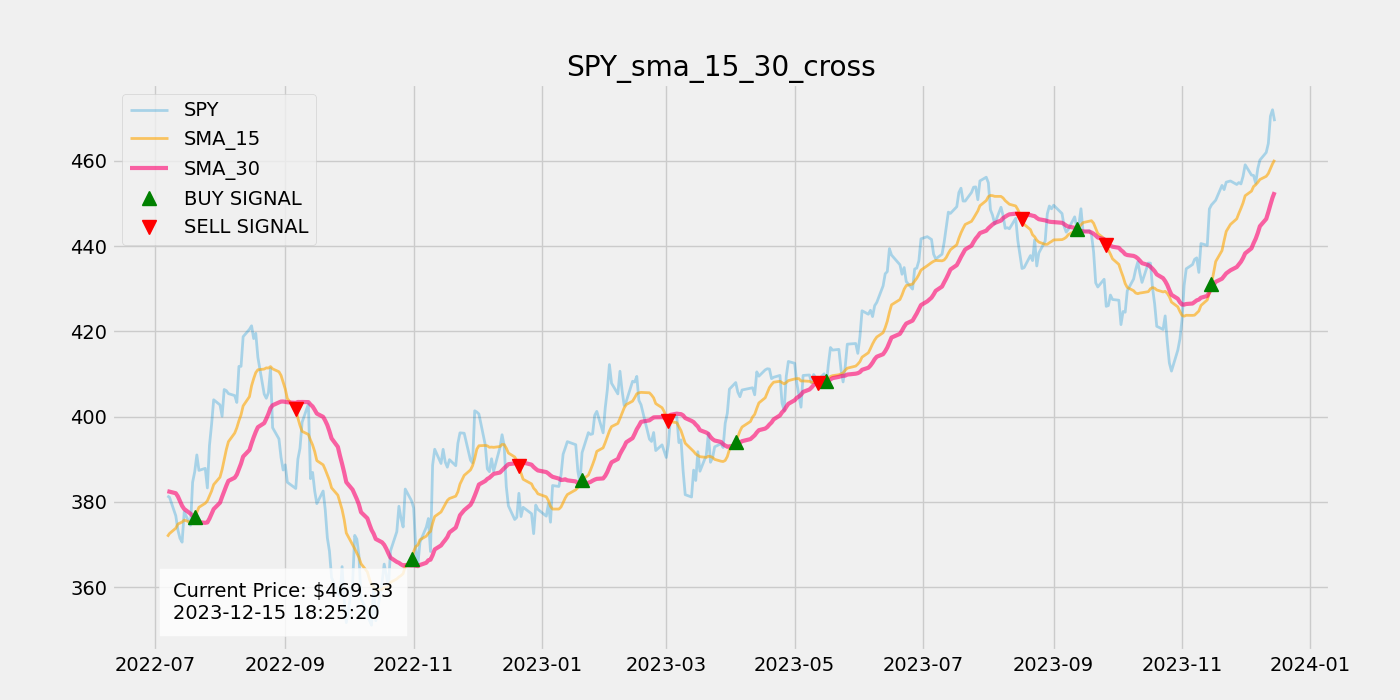 SPY_sma_15_30_cross
SPY
SMA_15
SMA_30
BUY SIGNAL
SELL SIGNAL
460
440
420
400
380
360
Current Price: $469.33
2023-12-15 18:25:20
2022-07 2022-09 2022-11 2023-01 2023-03 2023-05 2023-07 2023-09 2023-11 2024-01